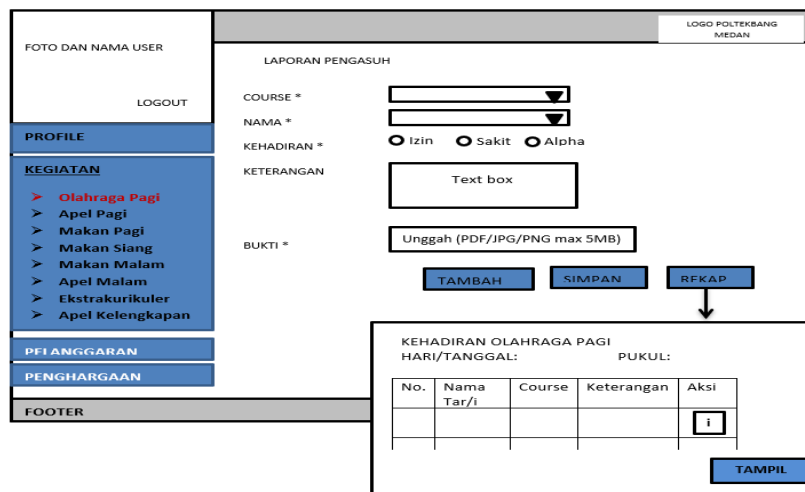 LOGO POLTEKBANG
MEDAN
FOTO DAN NAMA USER
LOGOUT
PROFILE
KEGIATAN
➢ Olahraga Pagi
➢ Apel Pagi
➢ Makan Pagi
➢ Makan Siang
➢ Makan Malam
➢ Apel Malam
➢ Ekstrakurikuler
➢ Apel Kelengkapan
PELANGGARAN
PENGHARGAAN
FOOTER
LAPORAN PENGASUH
COURSE *
NAMA *
KEHADIRAN * Izin Sakit Alpha
KETERANGAN Text box
BUKTI * Unggah (PDF/JPG/PNG max 5MB)
TAMBAH SIMPAN REKAP
KEHADIRAN OLAHRAGA PAGI
HARI/TANGGAL: PUKUL:
No. Nama Course Keterangan Aksi
Tar/i
i
TAMPIL